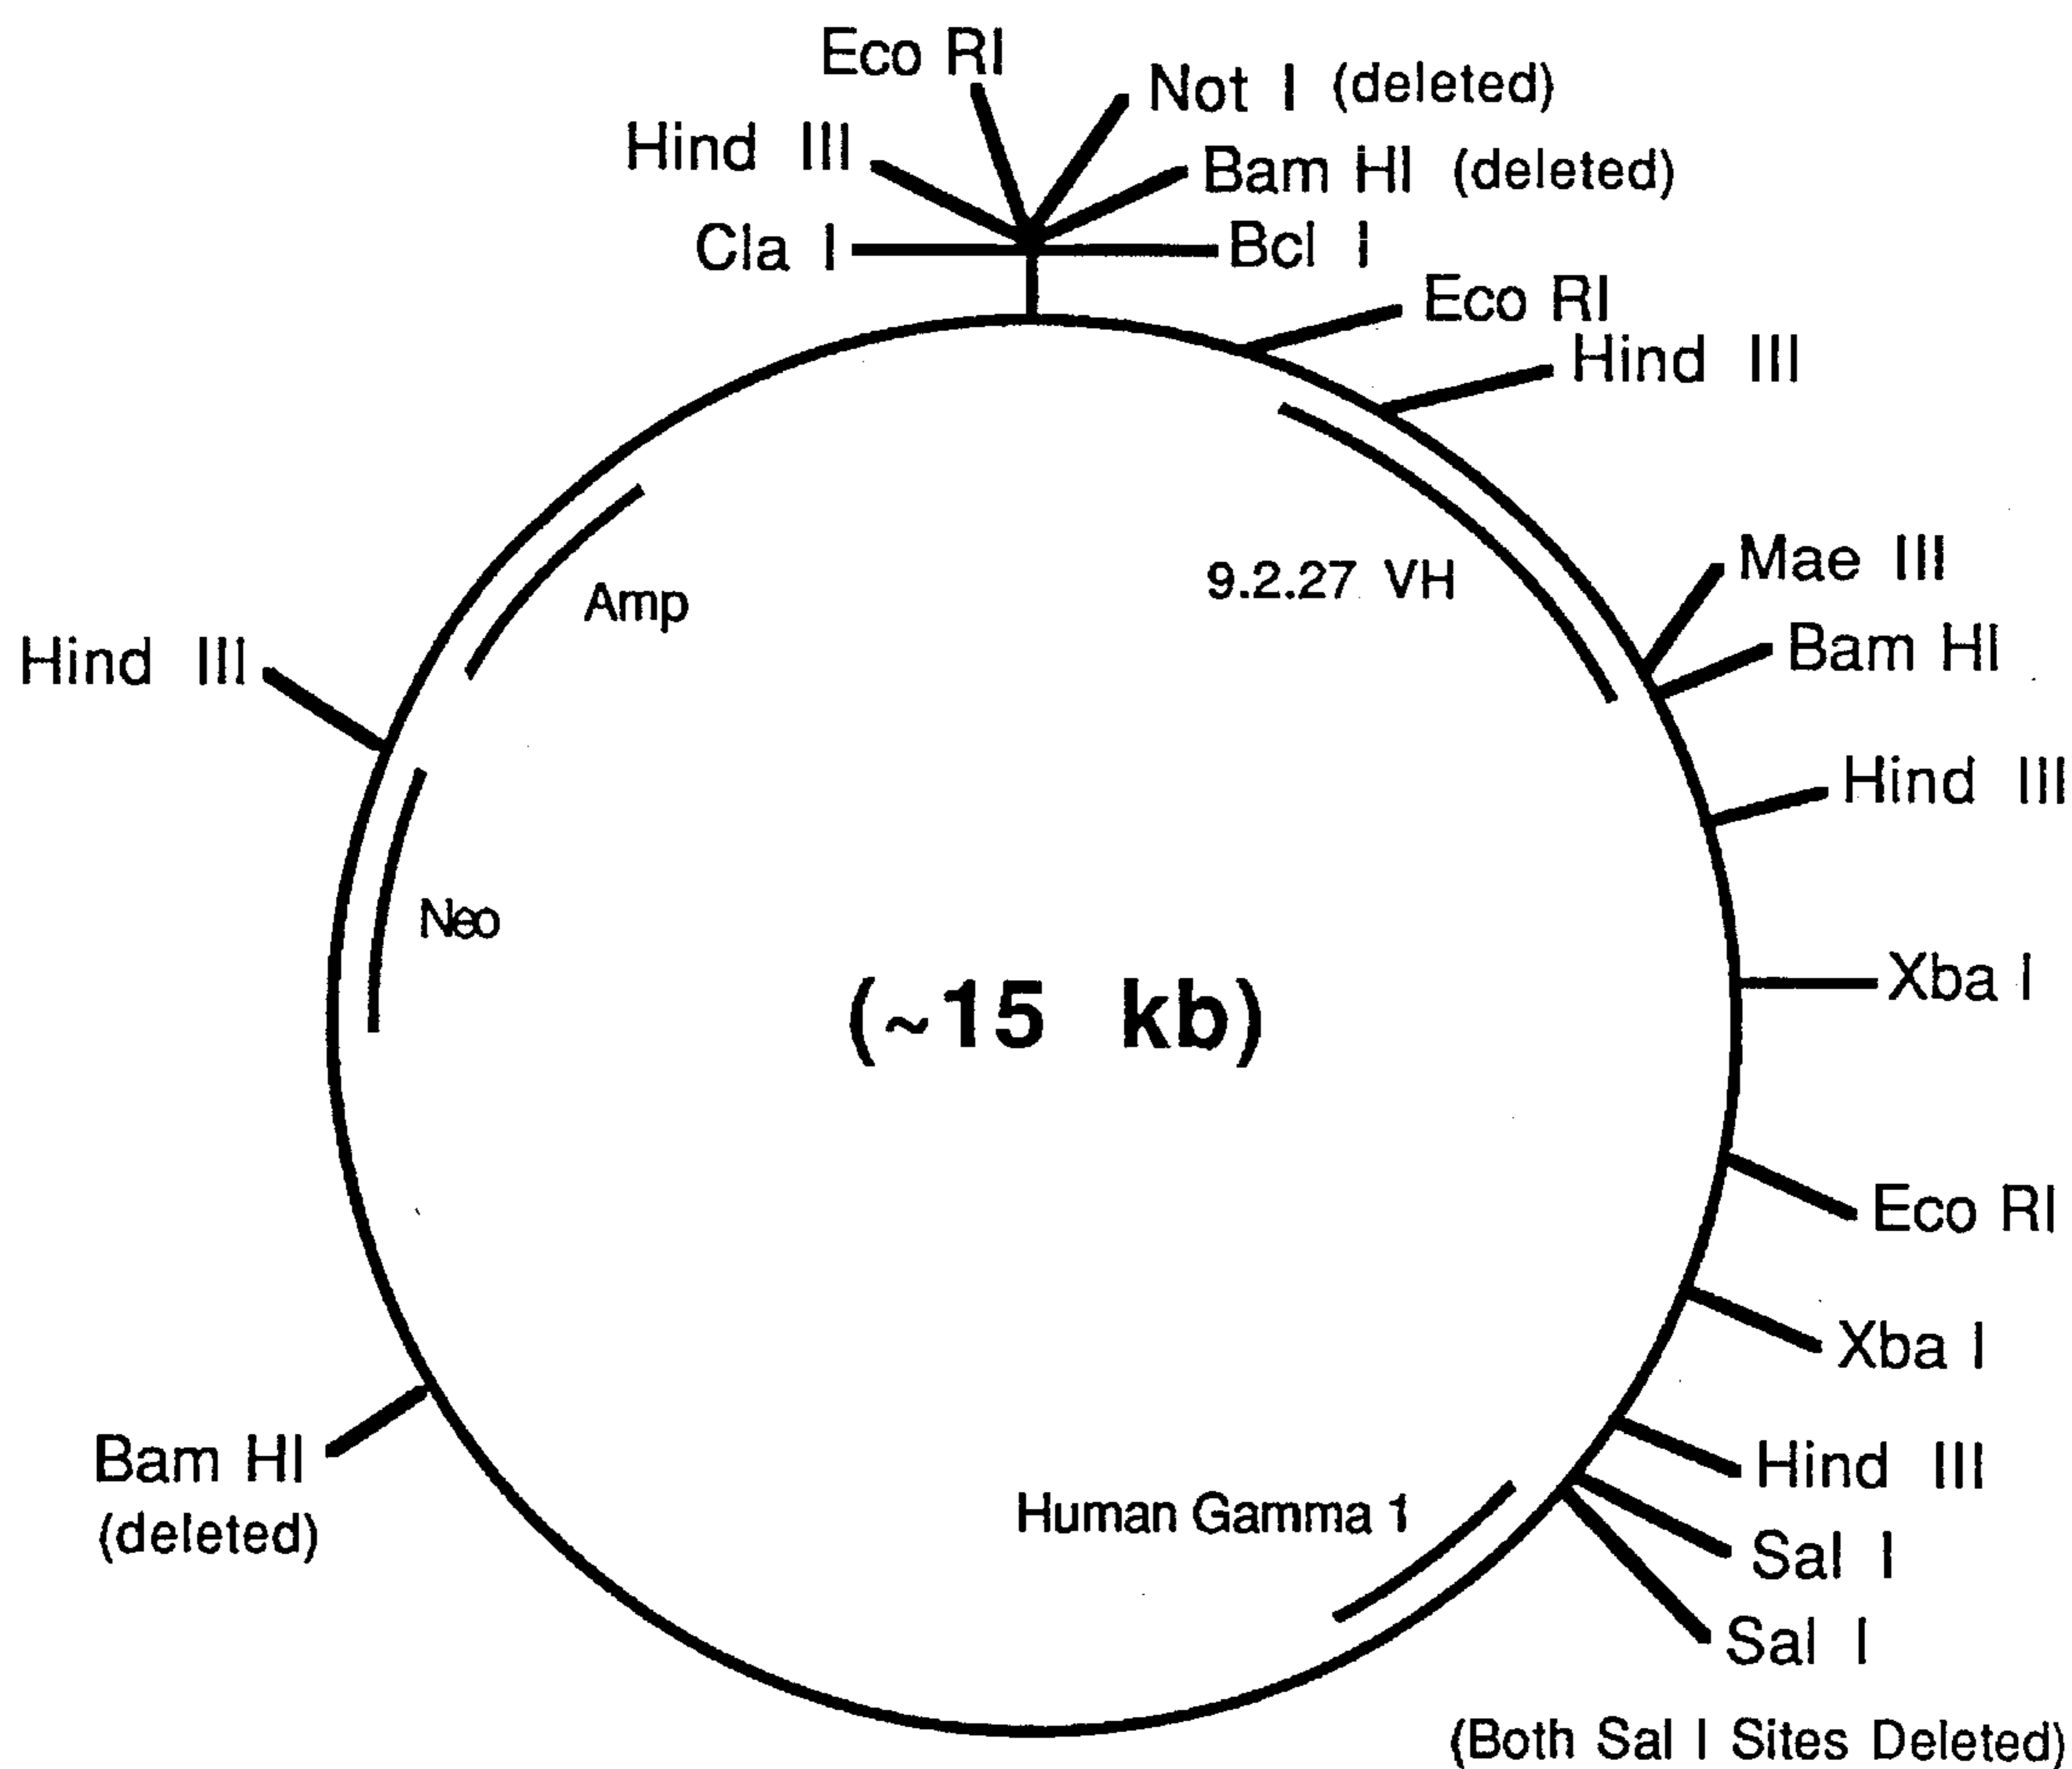 Eco RI
Not I (deleted)
Hind III
Bam HI (deleted)
Cla I
Bcl I
Eco RI
Hind III
Mae III
9.2.27 VH
Amp
Bam HI
Hind III
Hind III
Neo
Xba I
(~15 kb)
Eco RI
Xba I
Bam HI
(deleted)
Hind III
Human Gamma 1
Sal I
Sal I
(Both Sal I Sites Deleted)